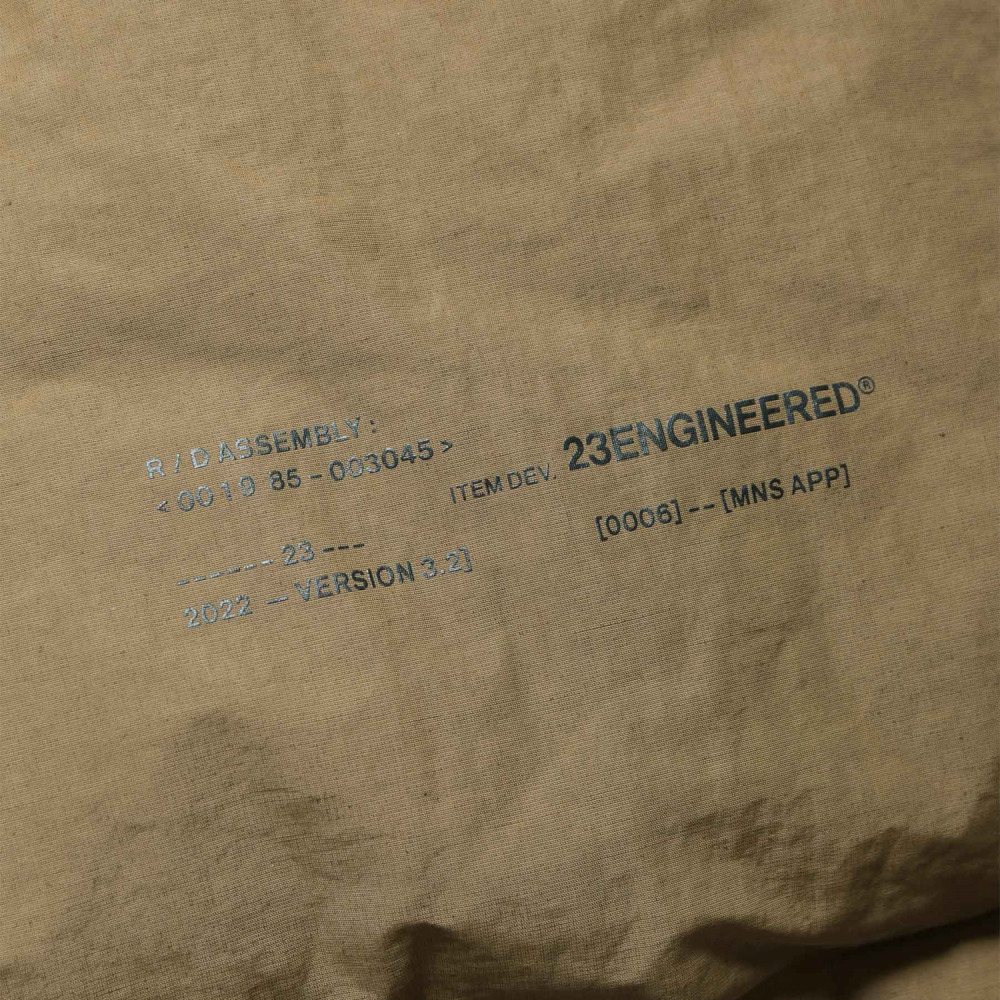 R / D ASSEMBLY :
< 0019 85 - 003045 >
------ 23 ---
2022 — VERSION 3.2]
ITEM DEV. 23ENGINEERED®
[0006] -- [MNS APP]